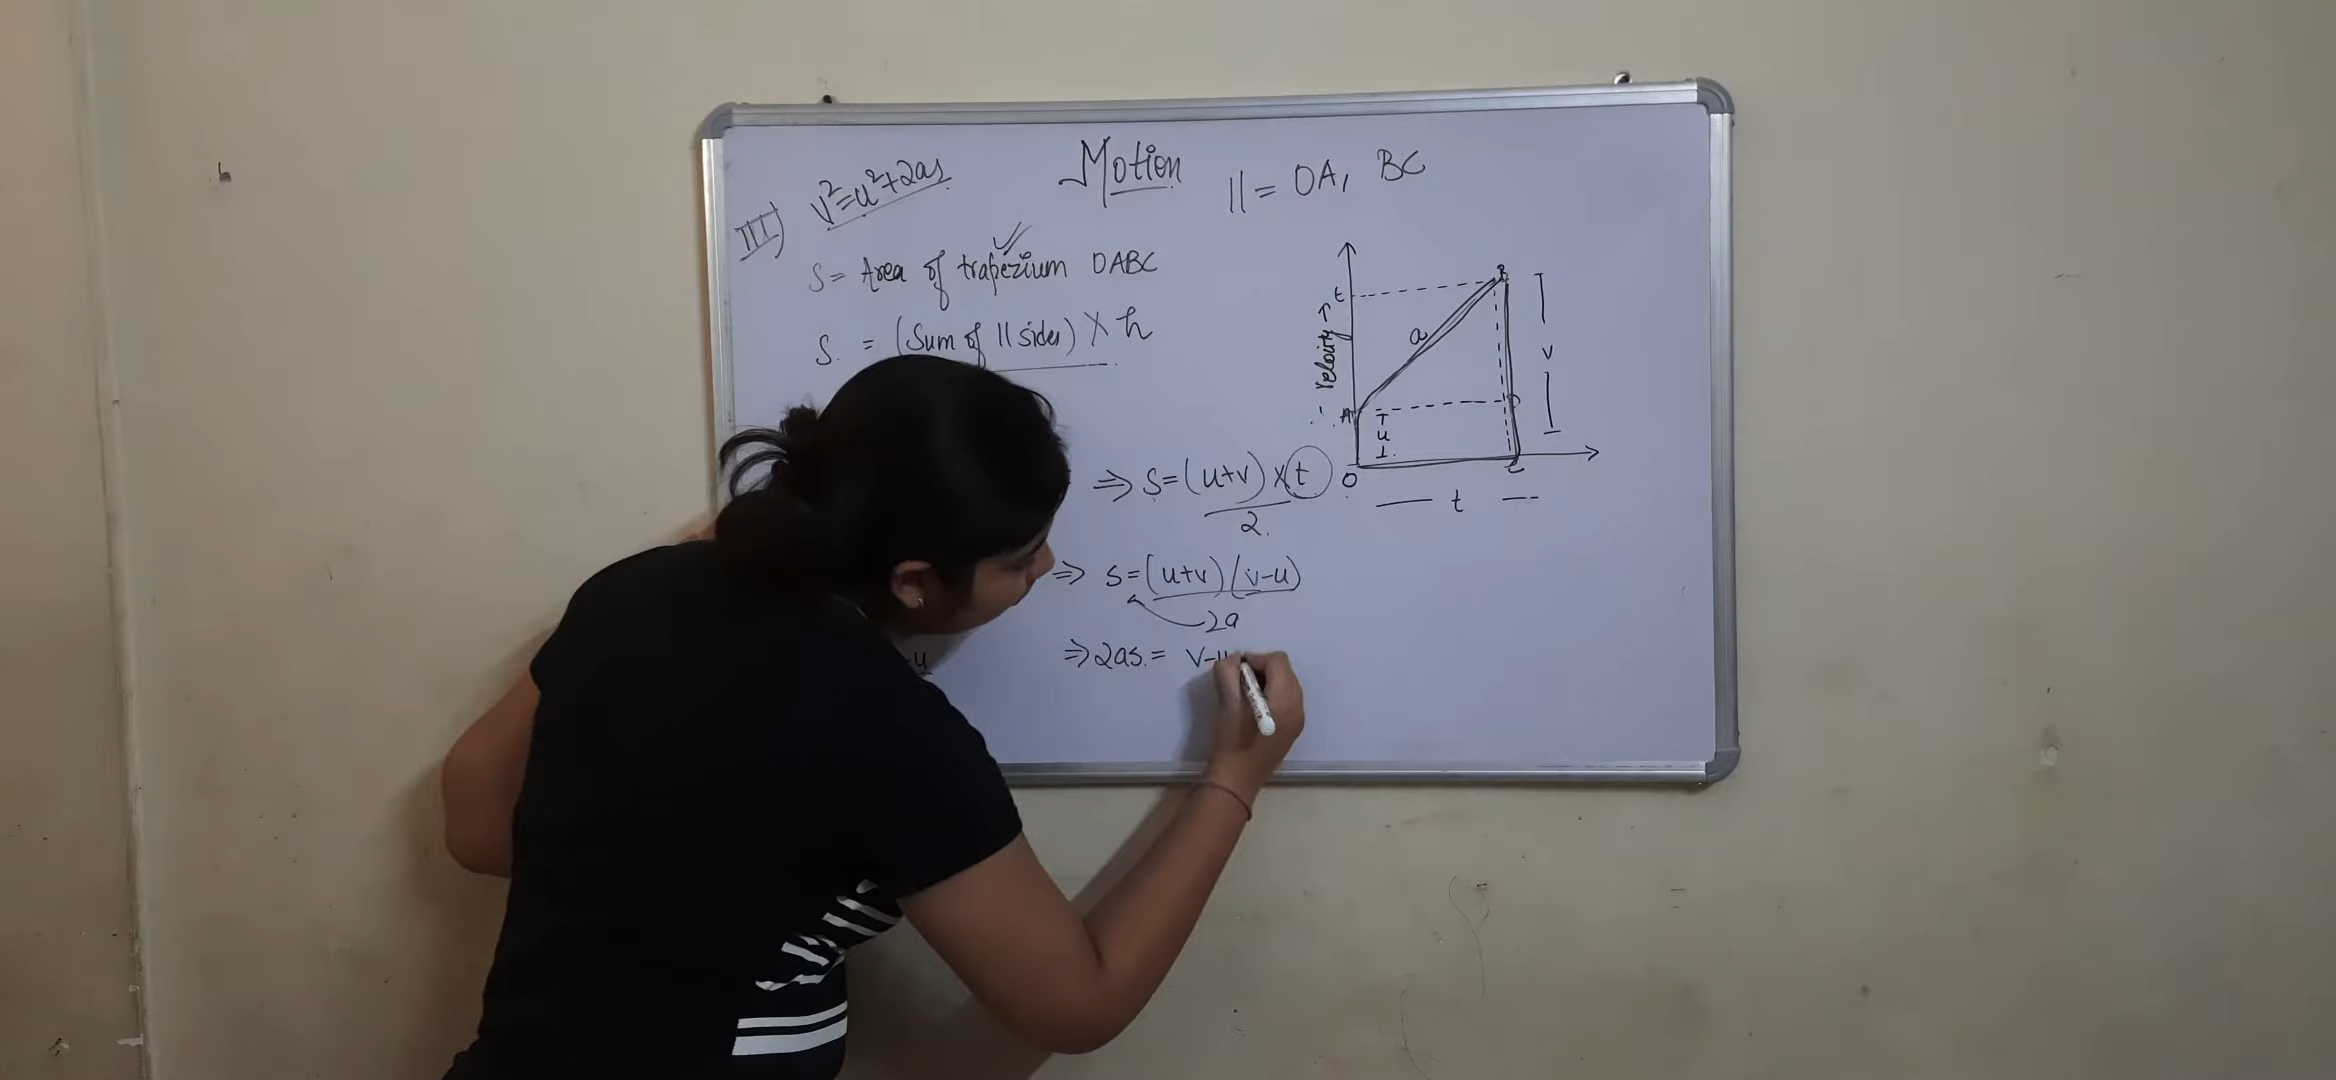 Motion
|| = OA, BC
III) v²=u²+2as
S= Area of trapezium OABC
S. = (Sum of || sides) × h
⇒ S=(u+v) × t
2.
⇒ s=(u+v) (v-u)
2a
-u
⇒ 2as. = v-u
t
B
velocity →
a
v
A
u
O
C
t